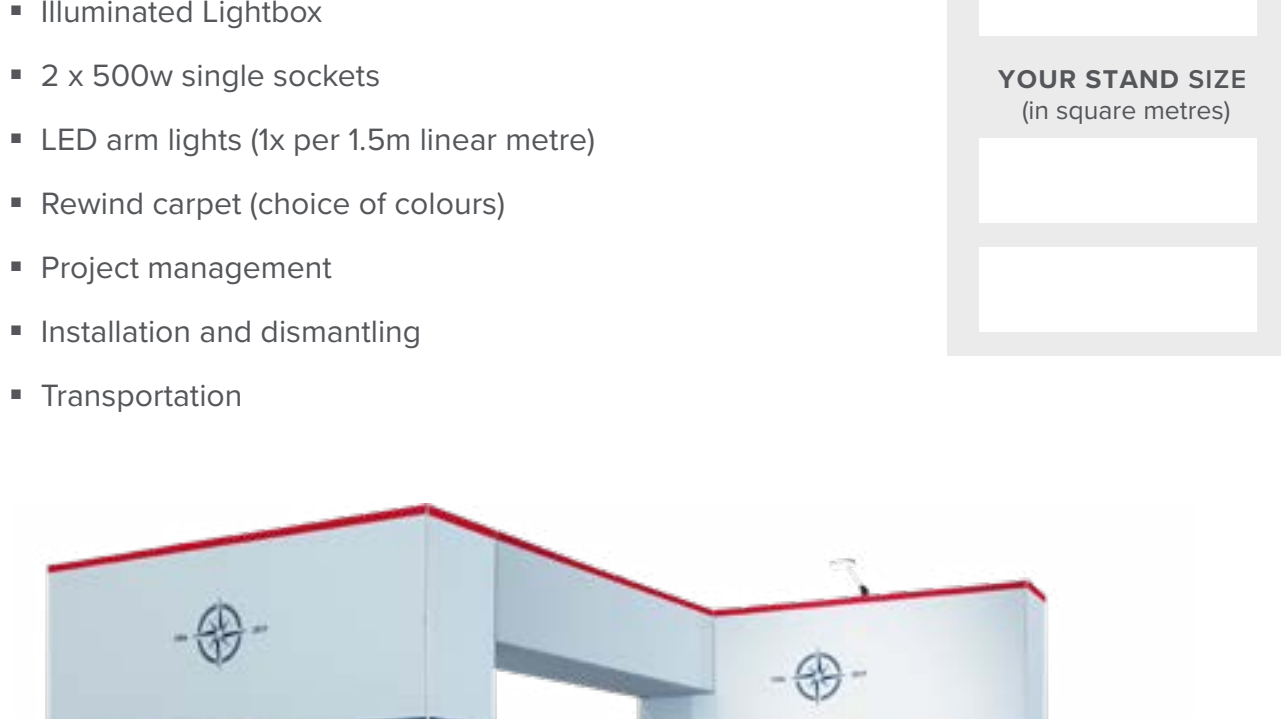 ▪ Illuminated Lightbox
▪ 2 x 500w single sockets
▪ LED arm lights (1x per 1.5m linear metre)
▪ Rewind carpet (choice of colours)
▪ Project management
▪ Installation and dismantling
▪ Transportation
YOUR STAND SIZE
(in square metres)